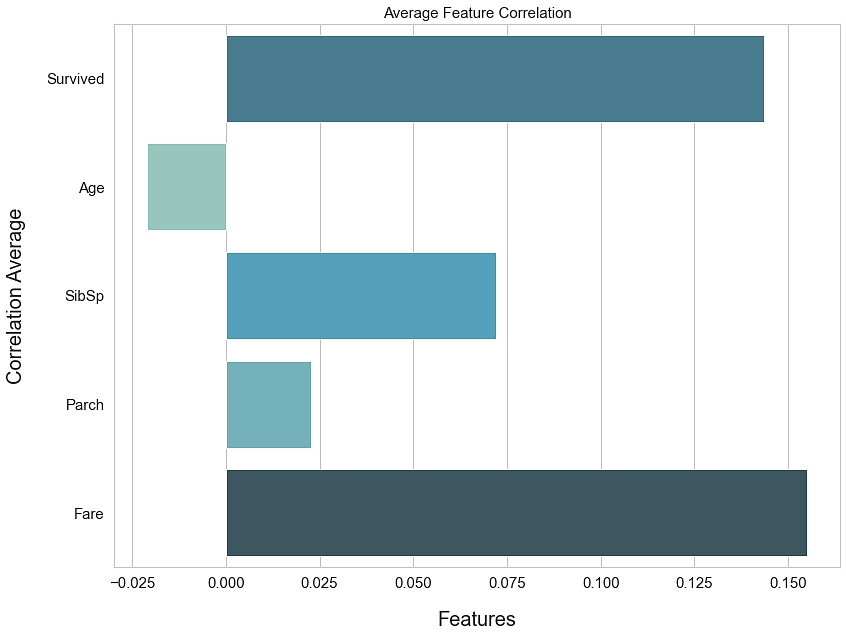 Average Feature Correlation
Correlation Average
Survived
Age
SibSp
Parch
Fare
−0.025 0.000 0.025 0.050 0.075 0.100 0.125 0.150
Features